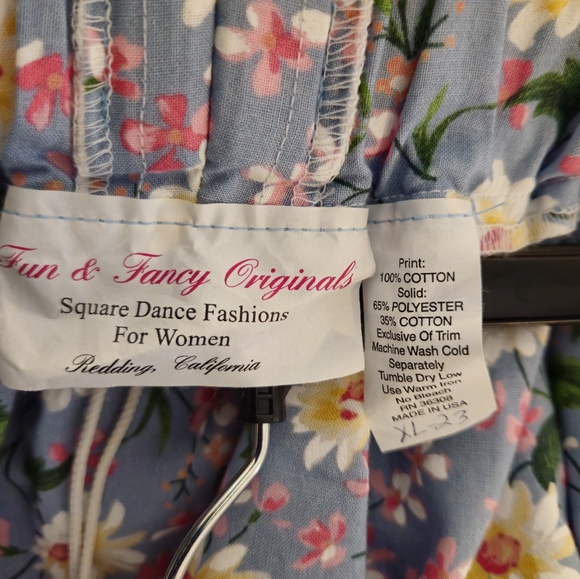 Fun & Fancy Originals
Square Dance Fashions
For Women
Redding, California
Print:
100% COTTON
Solid:
65% POLYESTER
35% COTTON
Exclusive Of Trim
Machine Wash Cold
Separately
Tumble Dry Low
Use Warm Iron
No Bleach
RN 36308
MADE IN USA
XL-23